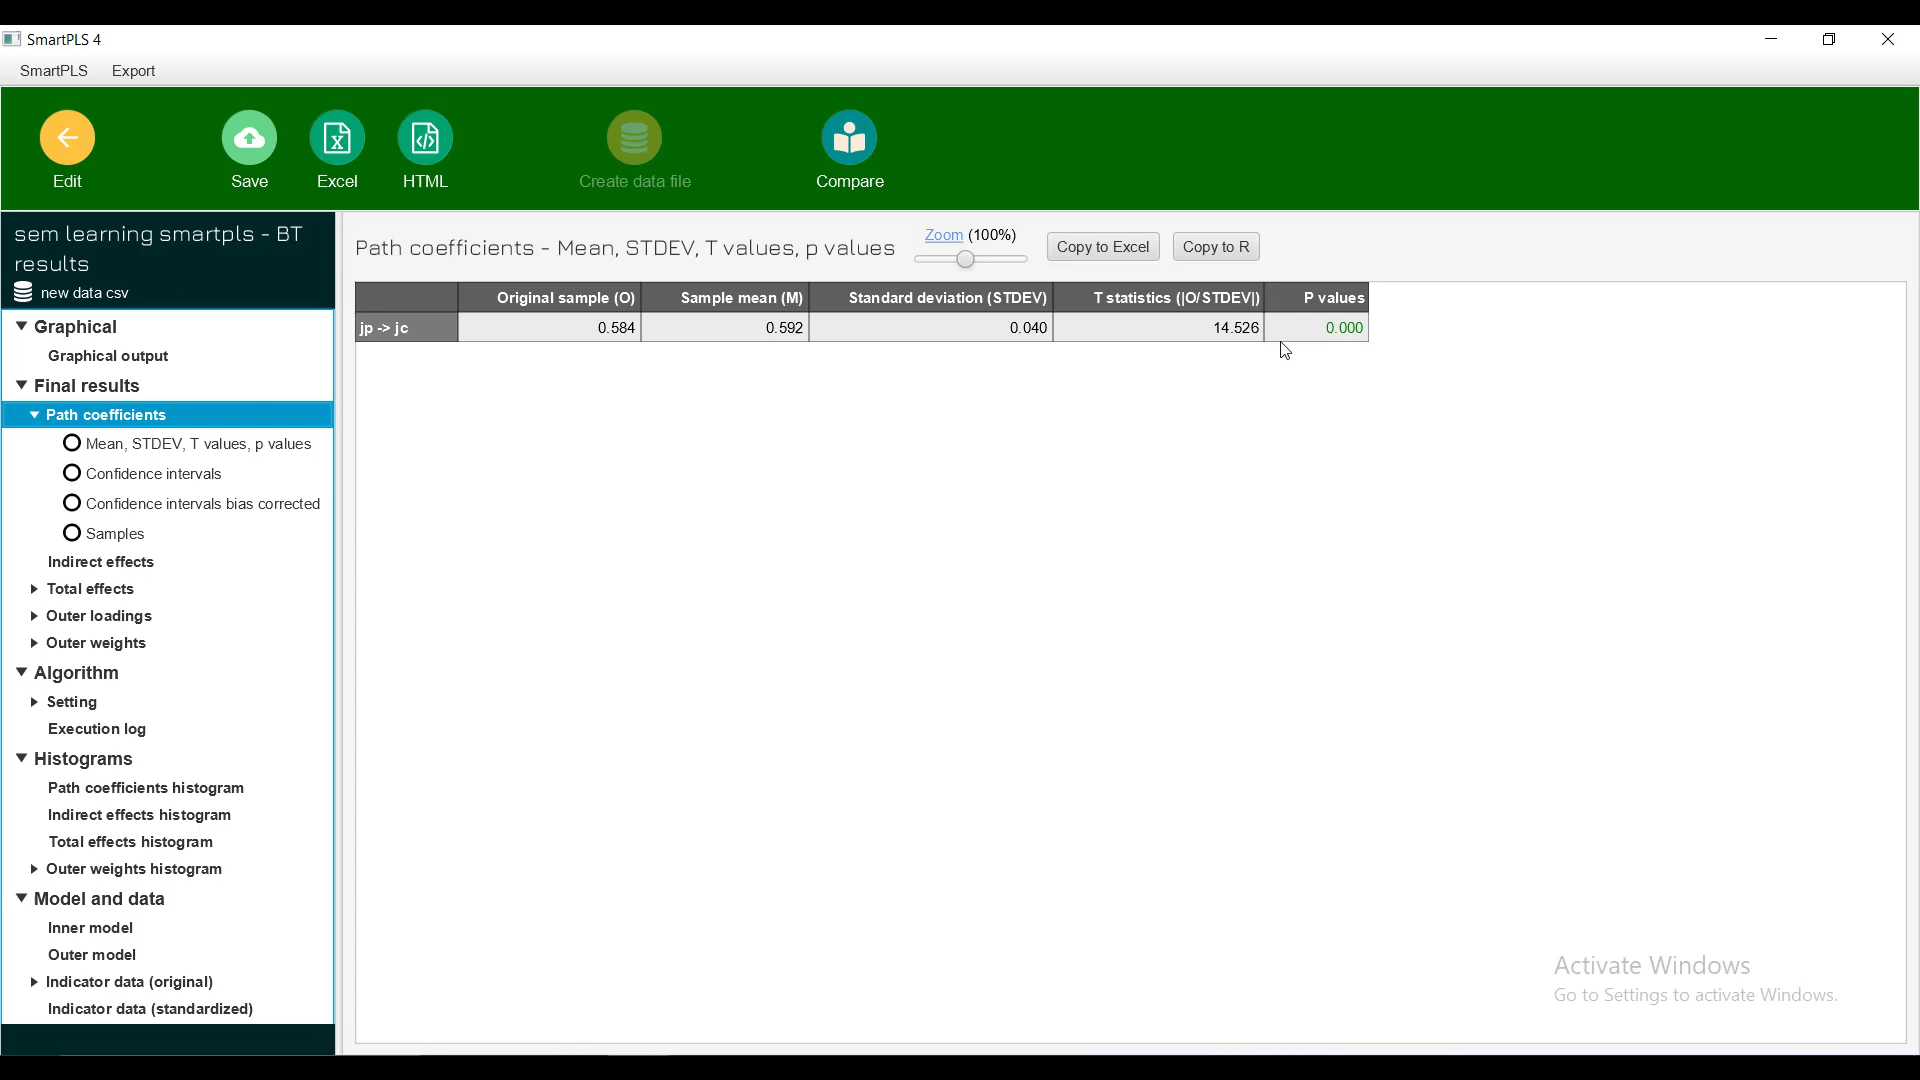 SmartPLS 4
SmartPLS Export
Edit Save Excel HTML Create data file Compare
sem learning smartpls - BT
results
new data csv
Graphical
Graphical output
Final results
Path coefficients
Mean, STDEV, T values, p values
Confidence intervals
Confidence intervals bias corrected
Samples
Indirect effects
Total effects
Outer loadings
Outer weights
Algorithm
Setting
Execution log
Histograms
Path coefficients histogram
Indirect effects histogram
Total effects histogram
Outer weights histogram
Model and data
Inner model
Outer model
Indicator data (original)
Indicator data (standardized)
Path coefficients - Mean, STDEV, T values, p values
Zoom (100%)
Copy to Excel Copy to R
Original sample (O) Sample mean (M) Standard deviation (STDEV) T statistics (|O/STDEV|) P values
jp -> jc 0.584 0.592 0.040 14.526 0.000
Activate Windows
Go to Settings to activate Windows.